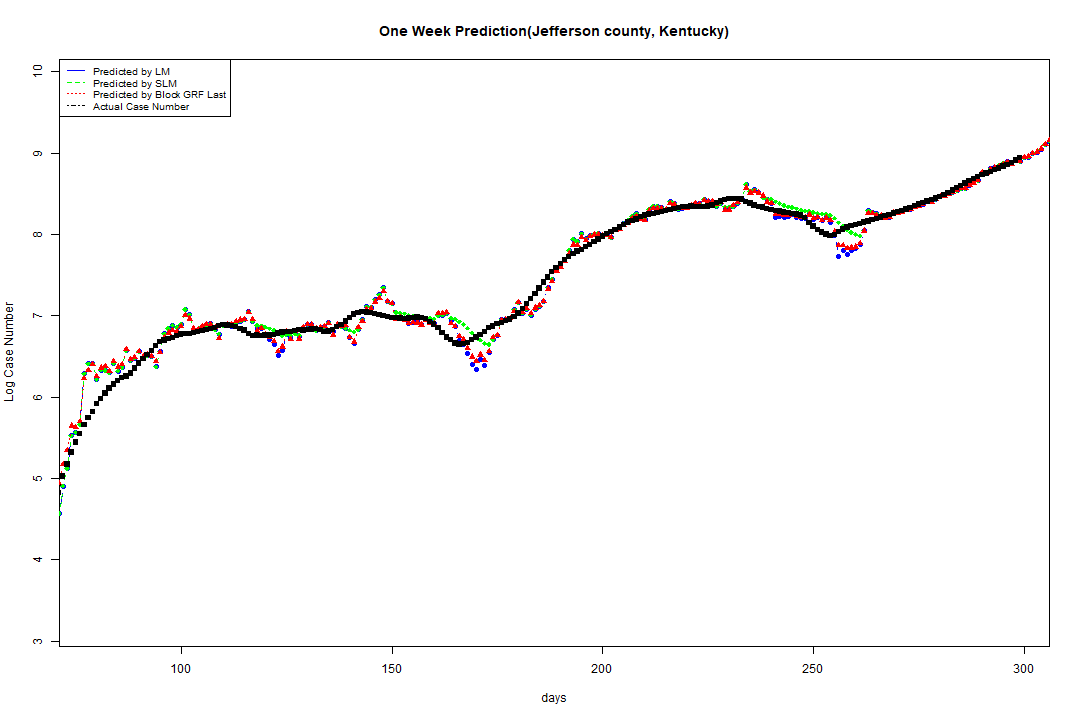 One Week Prediction(Jefferson county, Kentucky)
Predicted by LM
Predicted by SLM
Predicted by Block GRF Last
Actual Case Number
10
9
8
7
6
5
4
3
Log Case Number
100 150 200 250 300
days